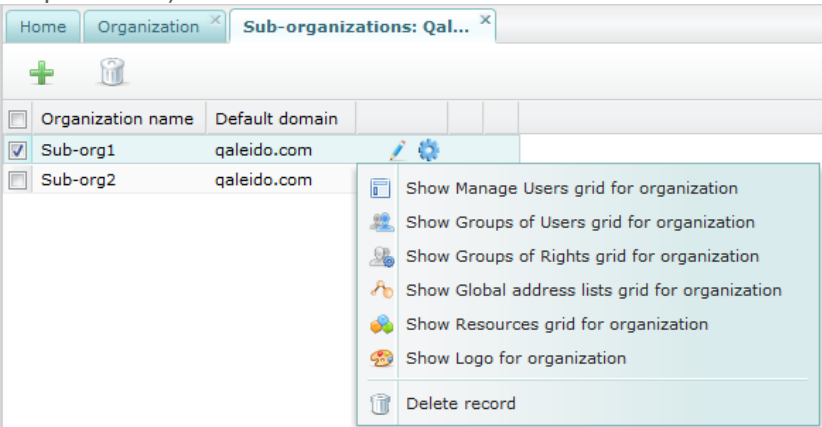 Home Organization Sub-organizations: Qal...
Organization name Default domain
Sub-org1 qaleido.com
Sub-org2 qaleido.com
Show Manage Users grid for organization
Show Groups of Users grid for organization
Show Groups of Rights grid for organization
Show Global address lists grid for organization
Show Resources grid for organization
Show Logo for organization
Delete record